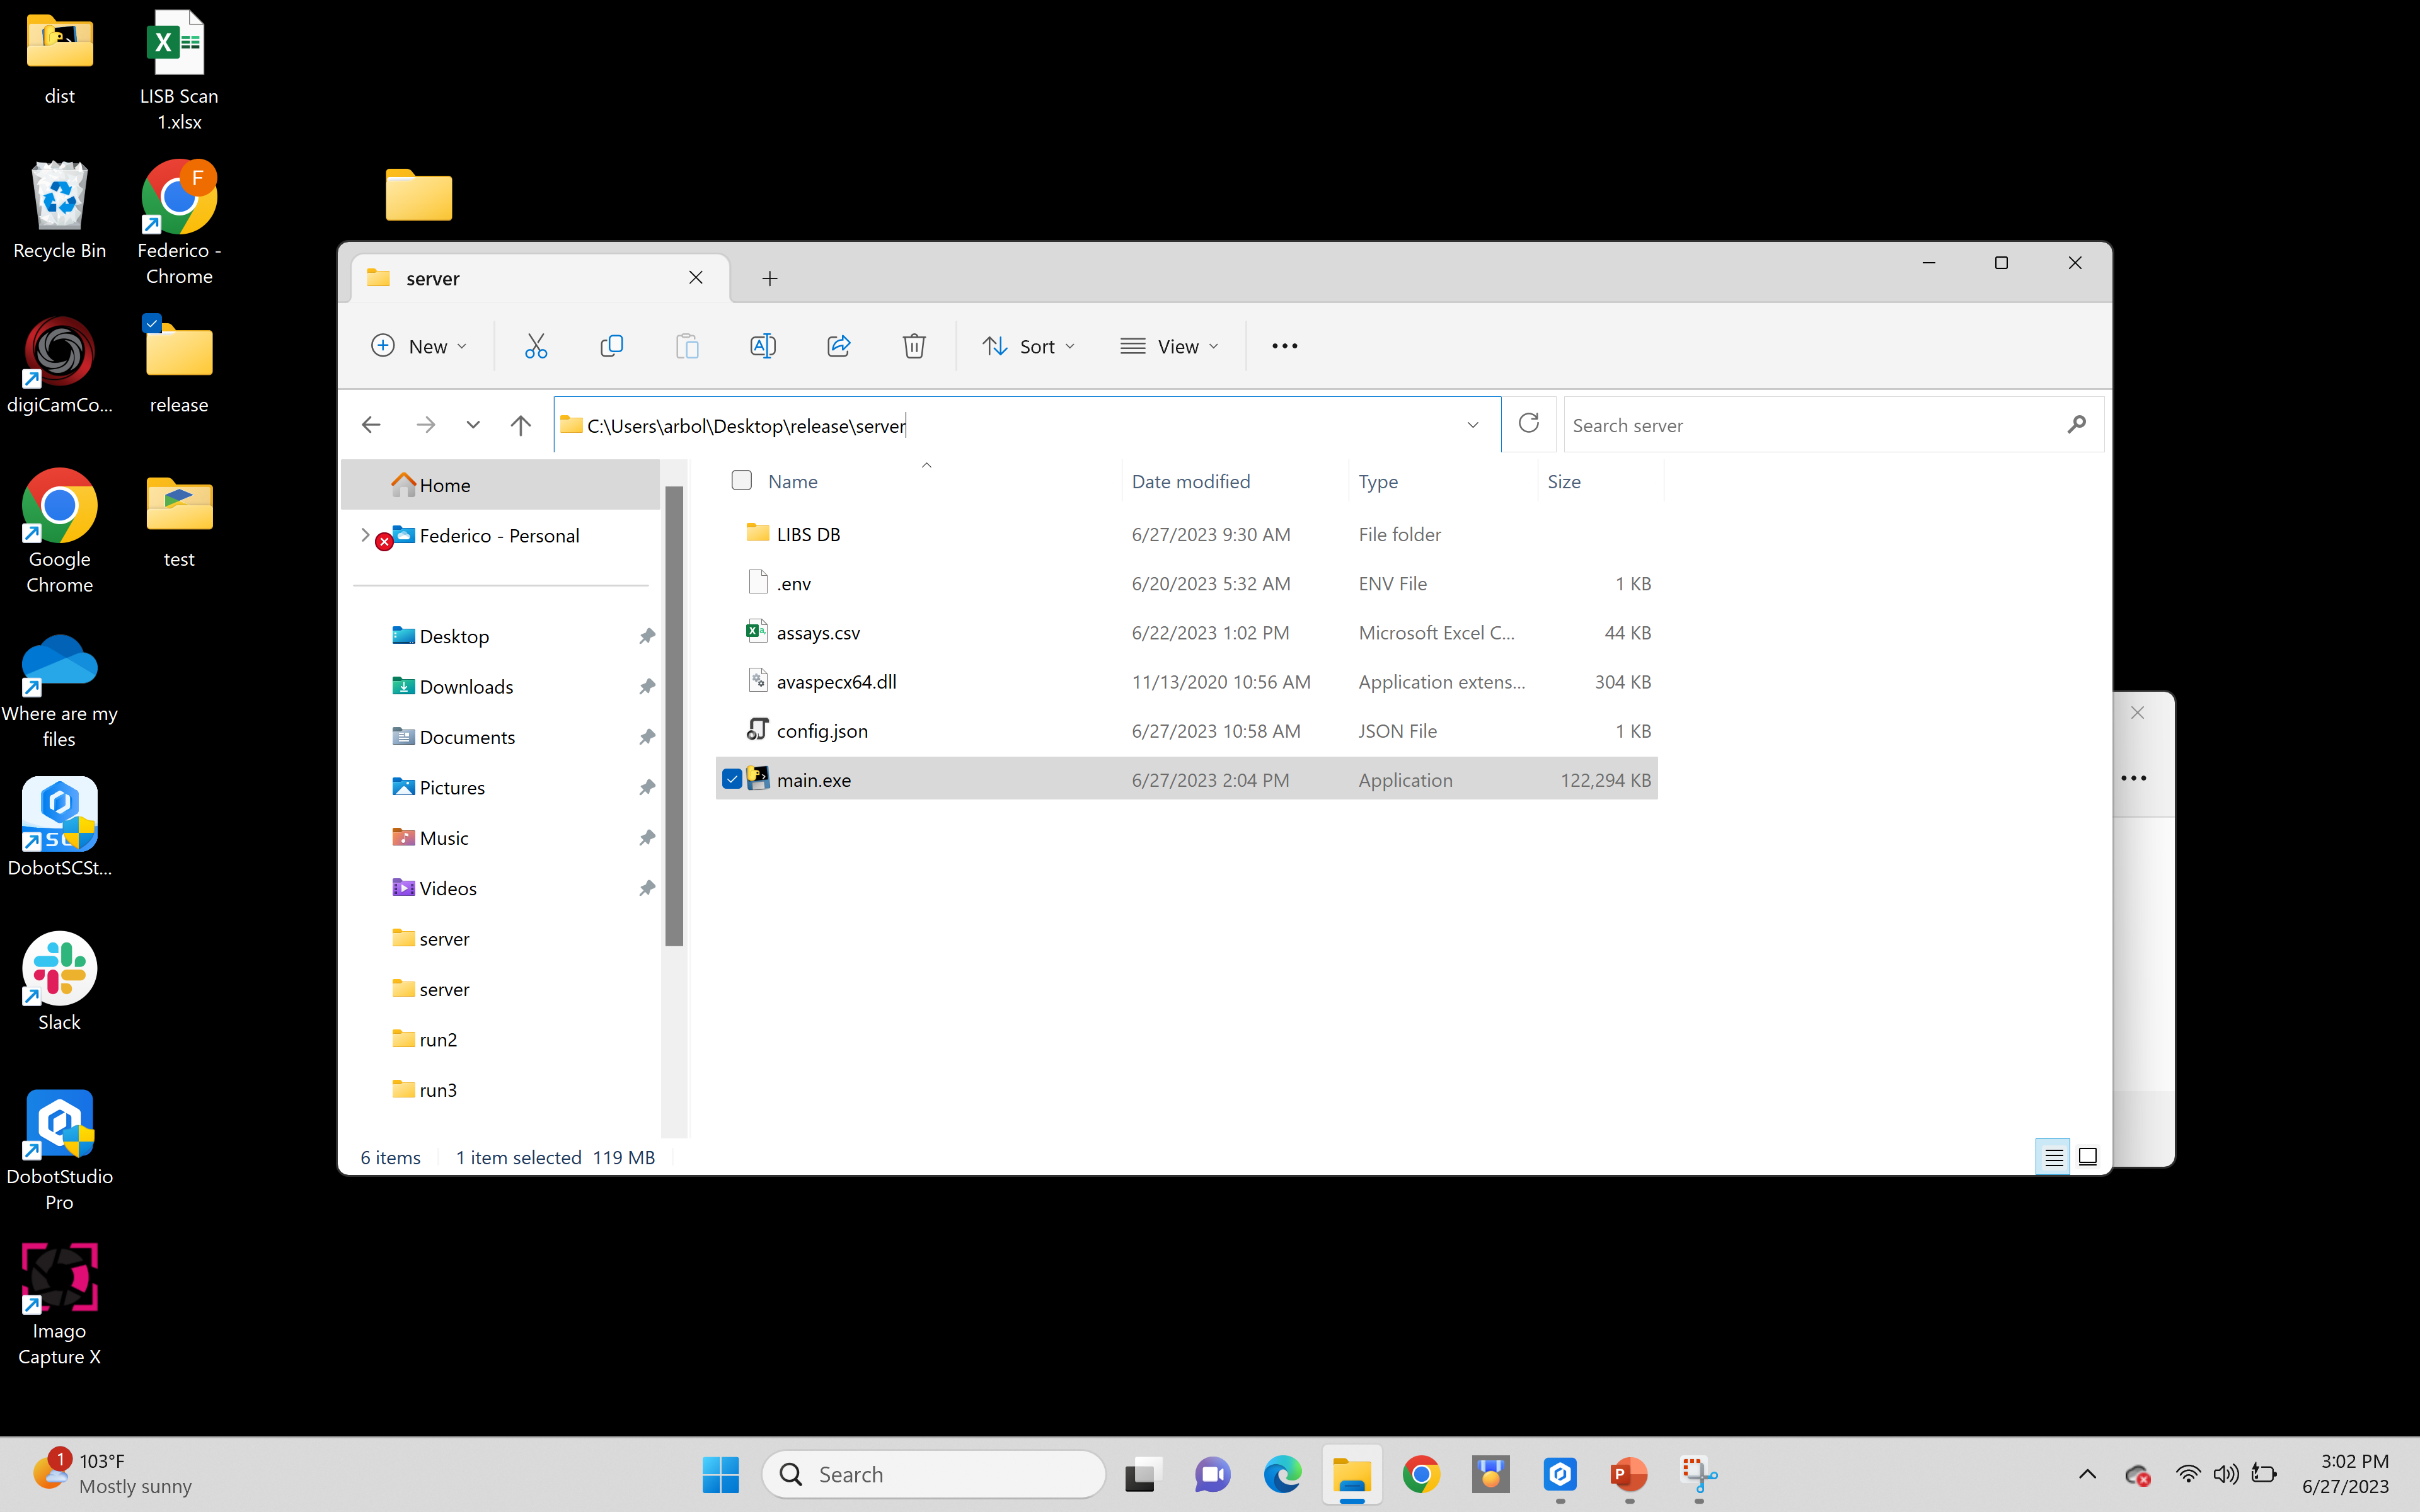 dist
LISB Scan
1.xlsx
Recycle Bin
F
Federico -
Chrome
digiCamCo...
release
Google
Chrome
test
Where are my
files
DobotSCSt...
Slack
DobotStudio
Pro
Imago
Capture X
server
New
Sort
View
C:\Users\arbol\Desktop\release\server
Search server
Home
Federico - Personal
Desktop
Downloads
Documents
Pictures
Music
Videos
server
server
run2
run3
Name Date modified Type Size
LIBS DB 6/27/2023 9:30 AM File folder
.env 6/20/2023 5:32 AM ENV File 1 KB
assays.csv 6/22/2023 1:02 PM Microsoft Excel C... 44 KB
avaspecx64.dll 11/13/2020 10:56 AM Application extens... 304 KB
config.json 6/27/2023 10:58 AM JSON File 1 KB
main.exe 6/27/2023 2:04 PM Application 122,294 KB
6 items 1 item selected 119 MB
1
103°F
Mostly sunny
Search
3:02 PM
6/27/2023